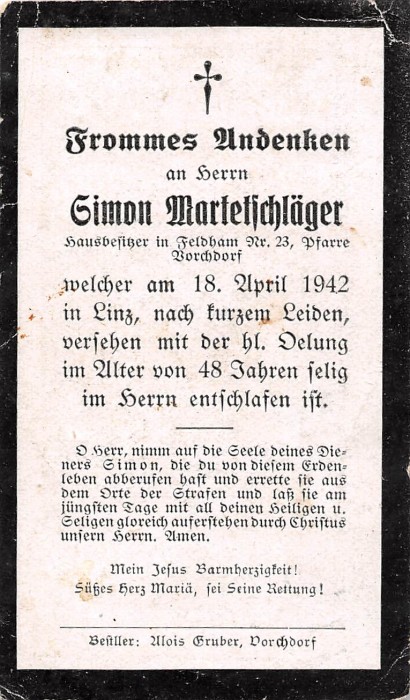 Frommes Andenken
an Herrn
Simon Martetschläger
Hausbesitzer in Feldham Nr. 23, Pfarre
Vorchdorf
welcher am 18. April 1942
in Linz, nach kurzem Leiden,
versehen mit der hl. Oelung
im Alter von 48 Jahren selig
im Herrn entschlafen ist.
O Herr, nimm auf die Seele deines Die-
ners Simon, die du von diesem Erden-
leben abberufen hast und errette sie aus
dem Orte der Strafen und laß sie am
jüngsten Tage mit all deinen Heiligen u.
Seligen gloreich auferstehen durch Christus
unsern Herrn. Amen.
Mein Jesus Barmherzigkeit!
Süßes Herz Mariä, sei Seine Rettung!
Bestller: Alois Gruber, Vorchdorf